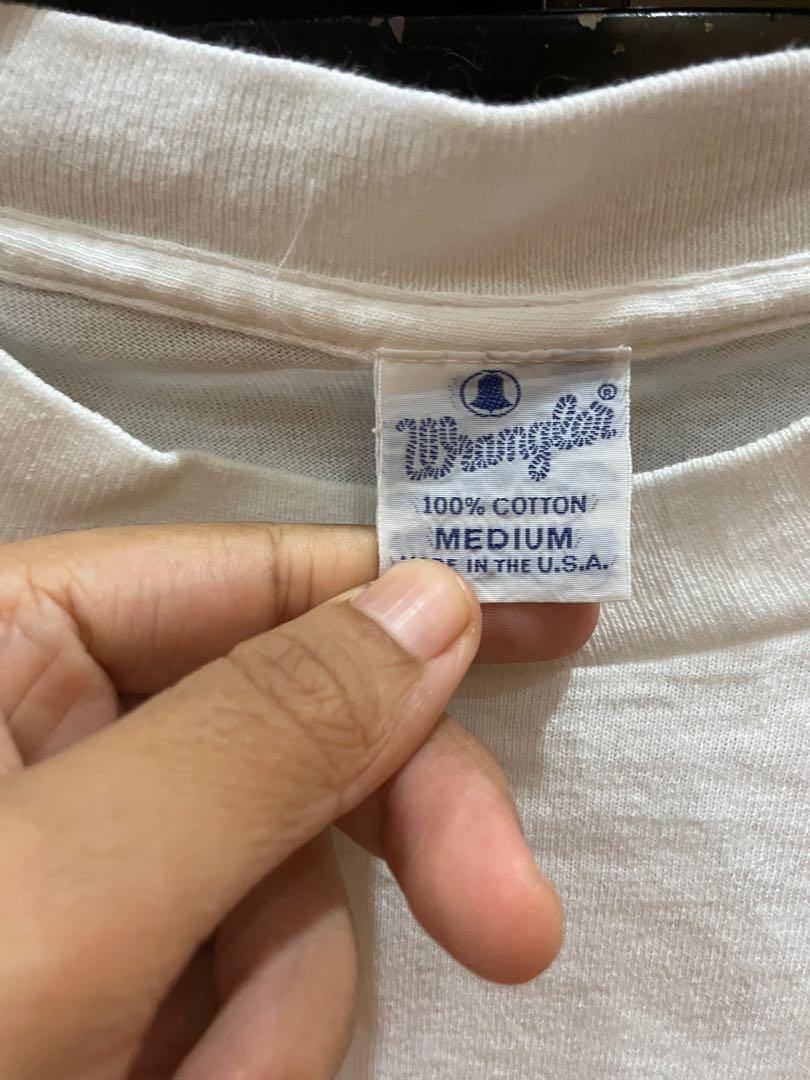 Wrangler®
100% COTTON
MEDIUM
IN THE U.S.A.